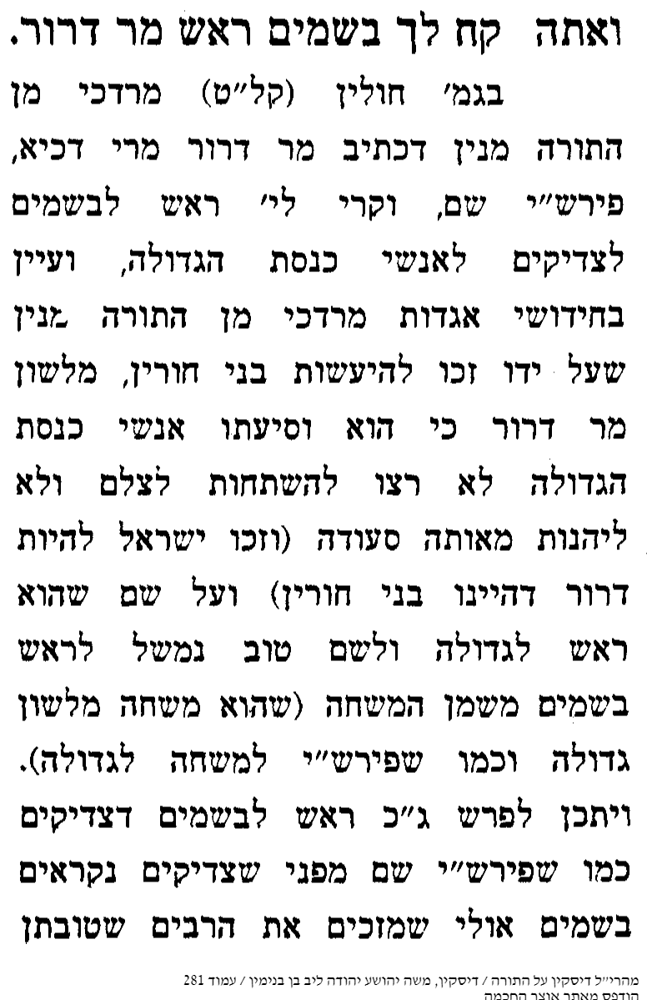 ואתה קח לך בשמים ראש מר דרור.
בגמ׳ חולין (קל״ט) מרדכי מן
התורה מנין דכתיב מר דרור מרי דכיא,
פירש״י שם, וקרי לי׳ ראש לבשמים
לצדיקים לאנשי כנסת הגדולה, ועיין
בחידושי אגדות מרדכי מן התורה מנין
שעל ידו זכו להיעשות בני חורין, מלשון
מר דרור כי הוא וסיעתו אנשי כנסת
הגדולה לא רצו להשתחות לצלם ולא
ליהנות מאותה סעודה (וזכו ישראל להיות
דרור דהיינו בני חורין) ועל שם שהוא
ראש לגדולה ולשם טוב נמשל לראש
בשמים משמן המשחה (שהוא משחה מלשון
גדולה וכמו שפירש״י למשחה לגדולה).
ויתכן לפרש ג״כ ראש לבשמים דצדיקים
כמו שפירש״י שם מפני שצדיקים נקראים
בשמים אולי שמזכים את הרבים שטובתן
מהרי״ל דיסקין על התורה / דיסקין, משה יהושע יהודה ליב בן בנימין / עמוד 281
הודפס מאתר אוצר החכמה